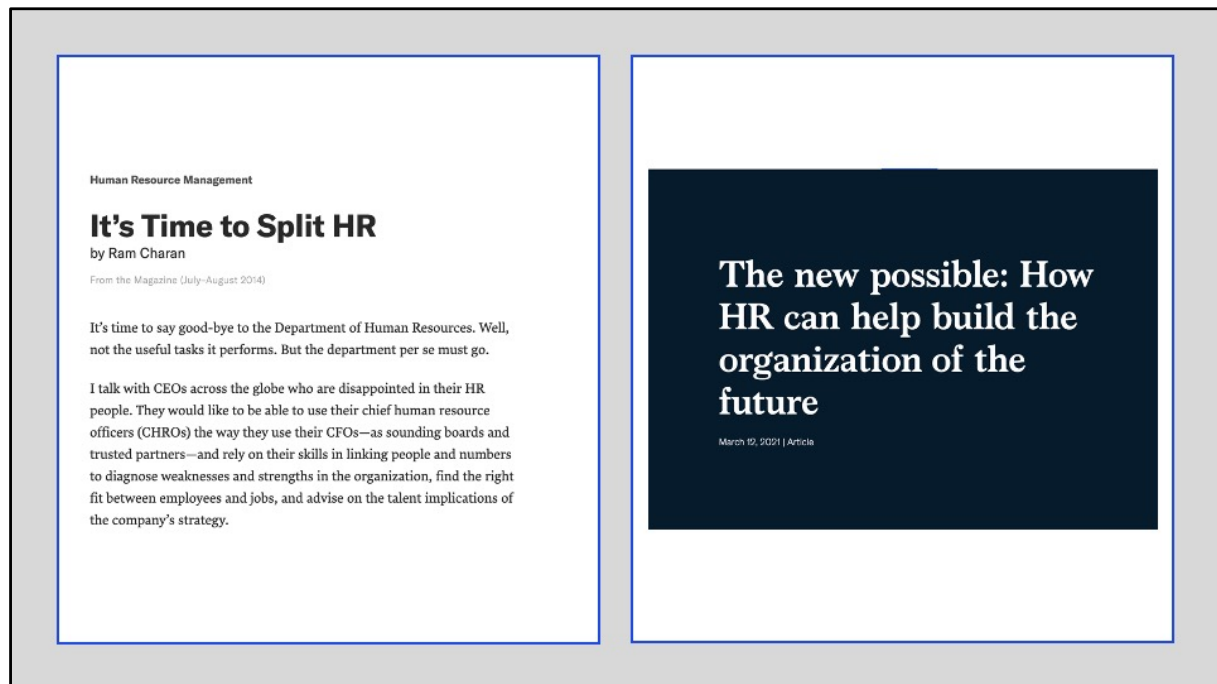 Human Resource Management
It’s Time to Split HR
by Ram Charan
From the Magazine (July-August 2014)
It’s time to say good-bye to the Department of Human Resources. Well,
not the useful tasks it performs. But the department per se must go.
I talk with CEOs across the globe who are disappointed in their HR
people. They would like to be able to use their chief human resource
officers (CHROs) the way they use their CFOs—as sounding boards and
trusted partners—and rely on their skills in linking people and numbers
to diagnose weaknesses and strengths in the organization, find the right
fit between employees and jobs, and advise on the talent implications of
the company’s strategy.
The new possible: How
HR can help build the
organization of the
future
March 12, 2021 | Article